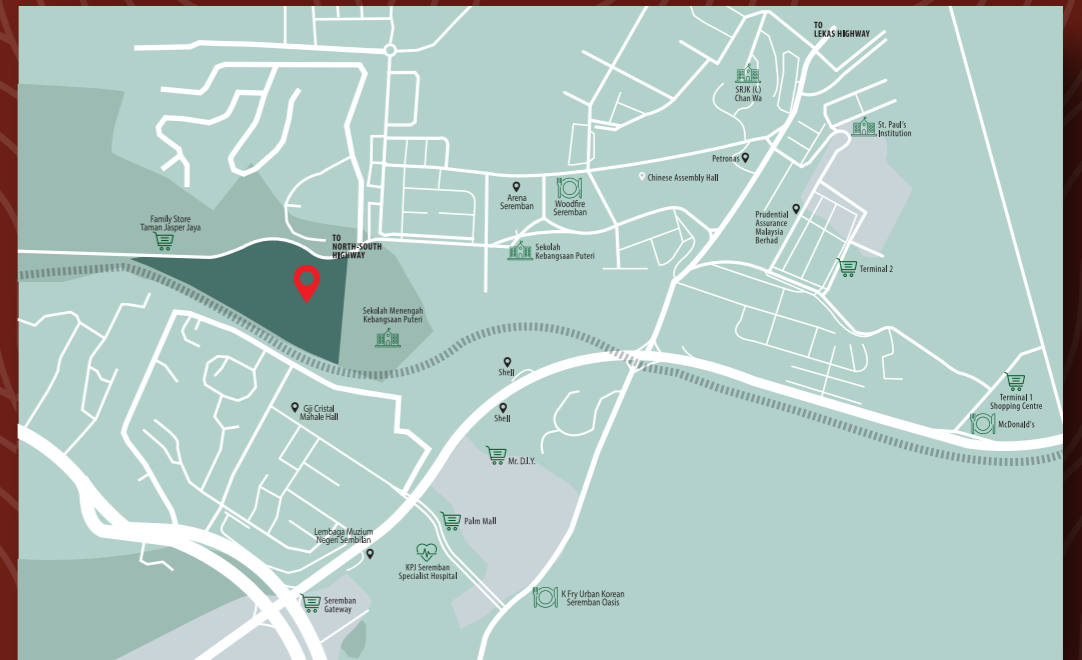 TO
LEKAS HIGHWAY
SRJK (C)
Chan Wa
St. Paul's
Institution
Petronas
Chinese Assembly Hall
Arena
Seremban
Woodfire
Seremban
Prudential
Assurance
Malaysia
Berhad
Family Store
Taman Jasper Jaya
TO
NORTH-SOUTH
HIGHWAY
Sekolah
Kebangsaan Puteri
Terminal 2
Sekolah Menengah
Kebangsaan Puteri
Shell
Terminal 1
Shopping Centre
Gji Cristal
Mahale Hall
Shell
McDonald's
Mr. D.I.Y.
Palm Mall
Lembaga Muzium
Negeri Sembilan
KPJ Seremban
Specialist Hospital
Seremban
Gateway
K Fry Urban Korean
Seremban Oasis